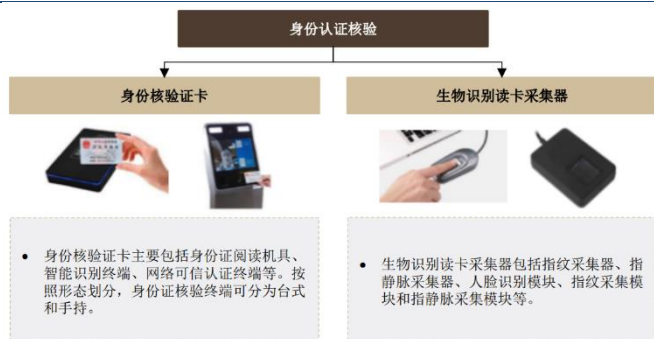 身份认证核验
身份核验证卡
生物识别读卡采集器
• 身份核验证卡主要包括身份证阅读机具、
智能识别终端、网络可信认证终端等。按
照形态划分，身份证核验终端可分为台式
和手持。
• 生物识别读卡采集器包括指纹采集器、指
静脉采集器、人脸识别模块、指纹采集模
块和指静脉采集模块等。